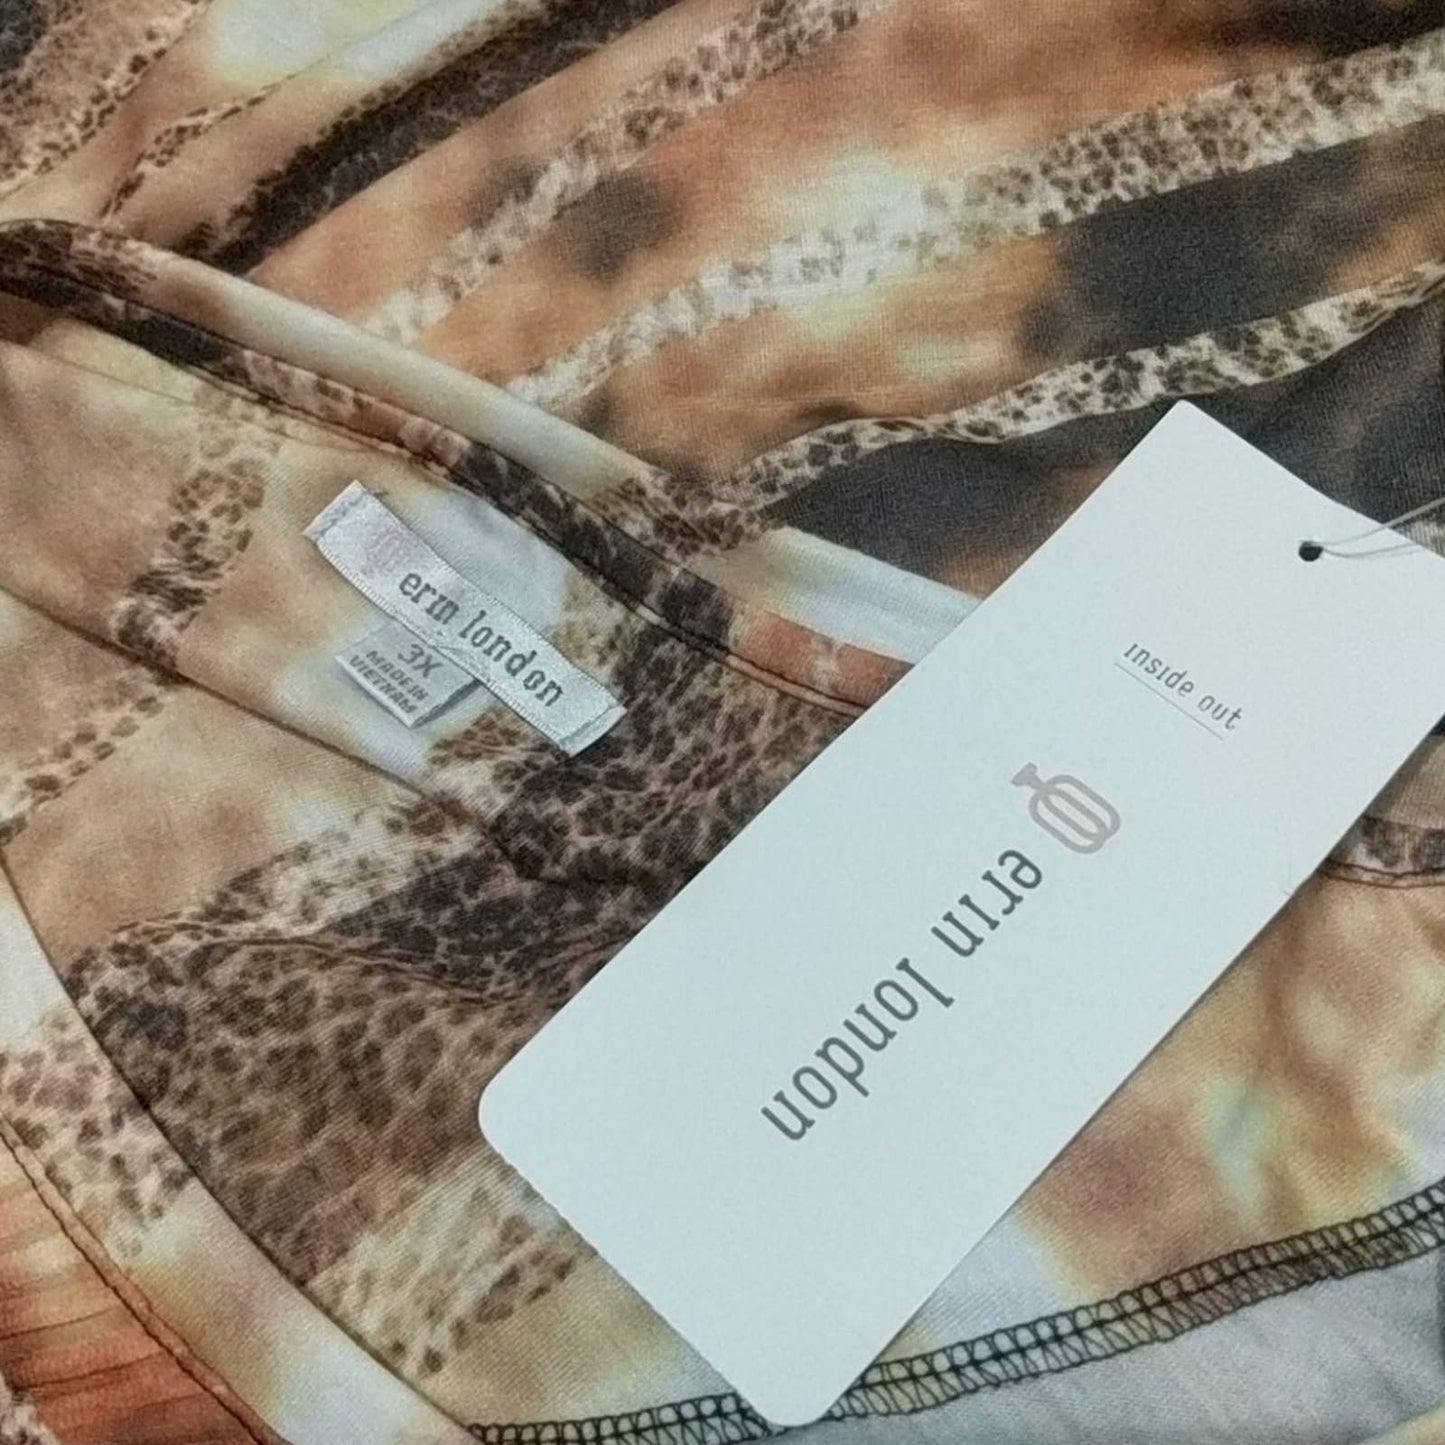 erin london
3X
MADE IN
VIETNAM
inside out
erin london